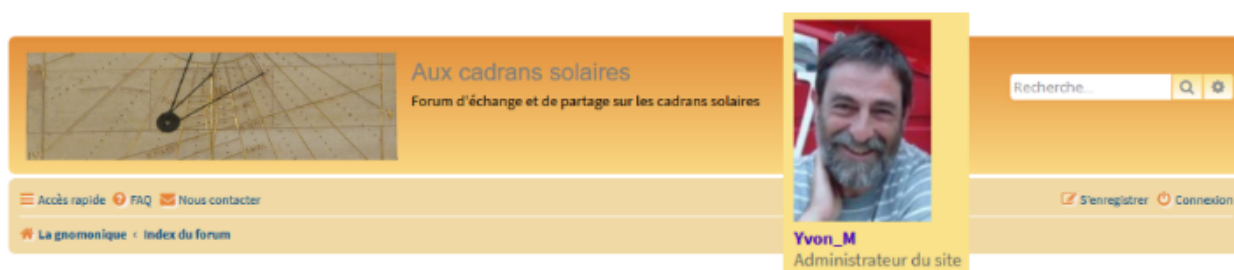 Aux cadrans solaires
Forum d'échange et de partage sur les cadrans solaires
Recherche...
Accès rapide FAQ Nous contacter
S'enregistrer Connexion
La gnomonique ‹ Index du forum
Yvon_M
Administrateur du site